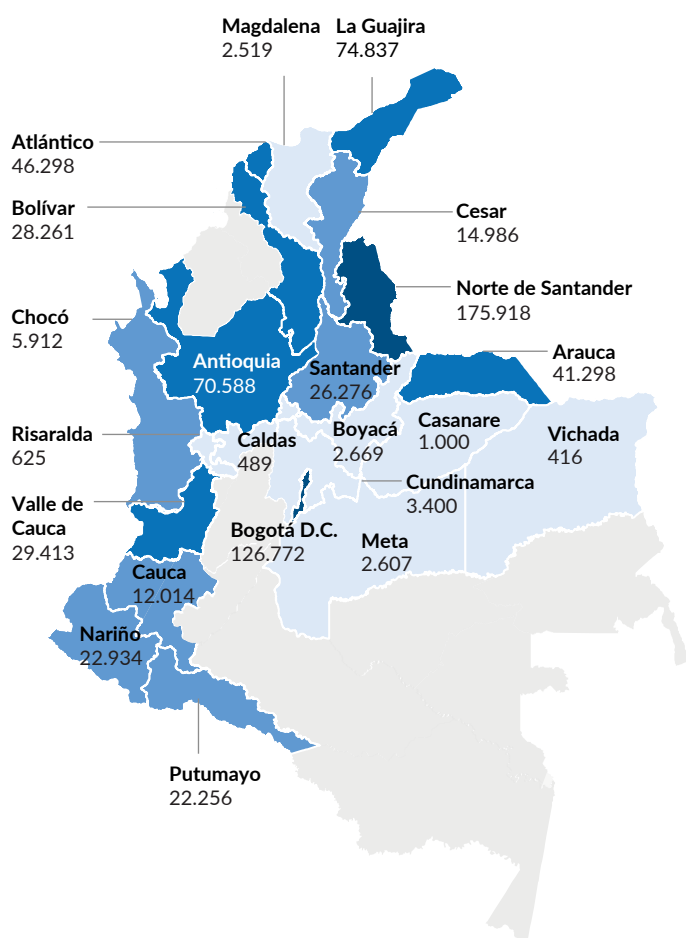 Magdalena
2.519
La Guajira
74.837
Atlántico
46.298
Bolívar
28.261
Cesar
14.986
Norte de Santander
175.918
Chocó
5.912
Arauca
41.298
Antioquia
70.588
Santander
26.276
Risaralda
625
Caldas
489
Boyacá
2.669
Casanare
1.000
Vichada
416
Cundinamarca
3.400
Valle de
Cauca
29.413
Bogotá D.C.
126.772
Meta
2.607
Cauca
12.014
Nariño
22.934
Putumayo
22.256